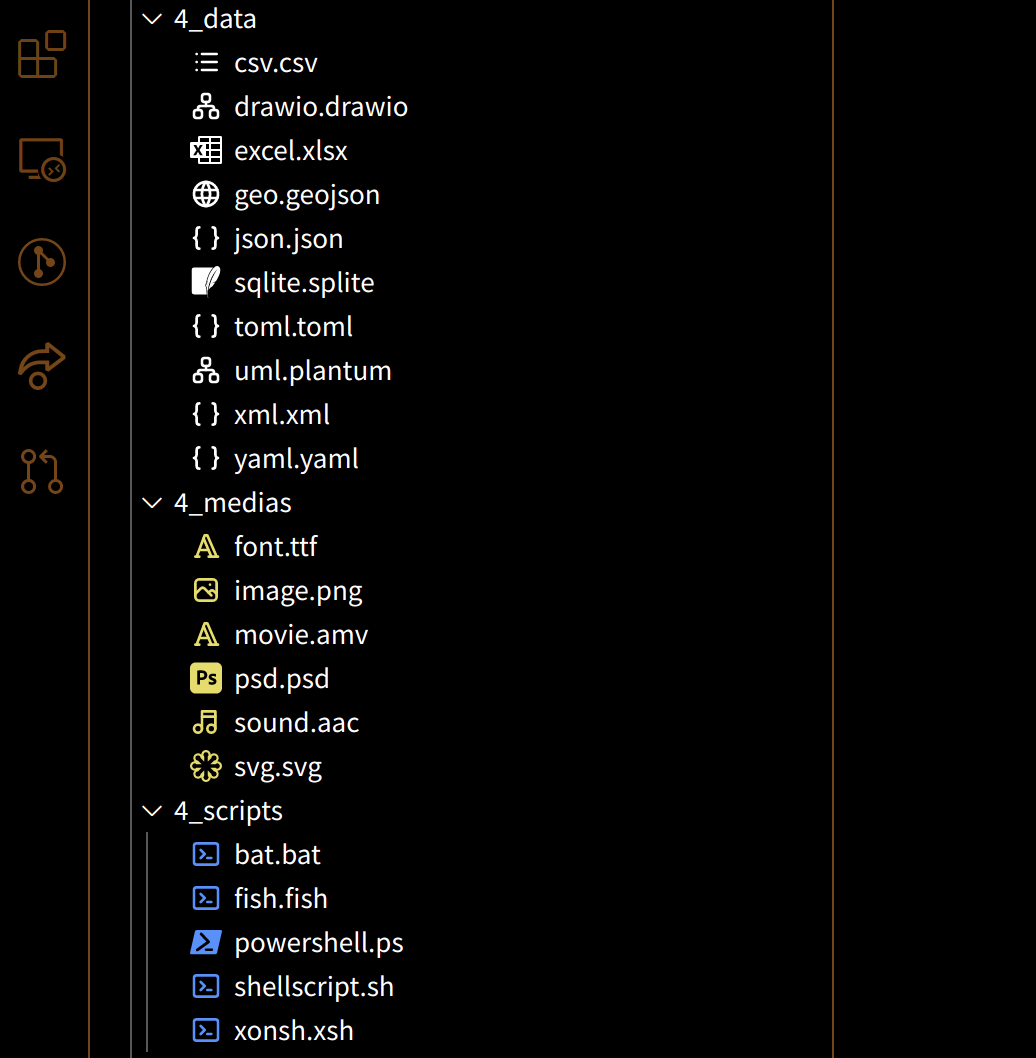 4_data
csv.csv
drawio.drawio
excel.xlsx
geo.geojson
json.json
sqlite.splite
toml.toml
uml.plantum
xml.xml
yaml.yaml
4_medias
font.ttf
image.png
movie.amv
Ps psd.psd
sound.aac
svg.svg
4_scripts
bat.bat
fish.fish
powershell.ps
shellscript.sh
xonsh.xsh